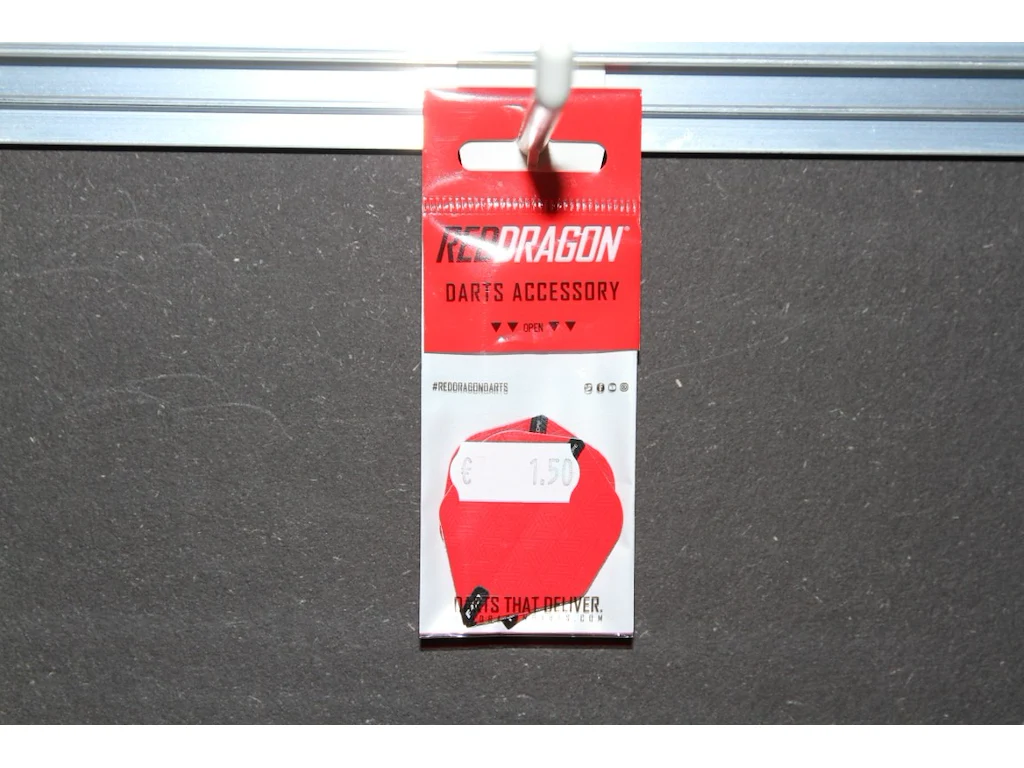 REDDRAGON®
DARTS ACCESSORY
OPEN
#REDDRAGONDARTS
€ 1.50
DARTS THAT DELIVER.